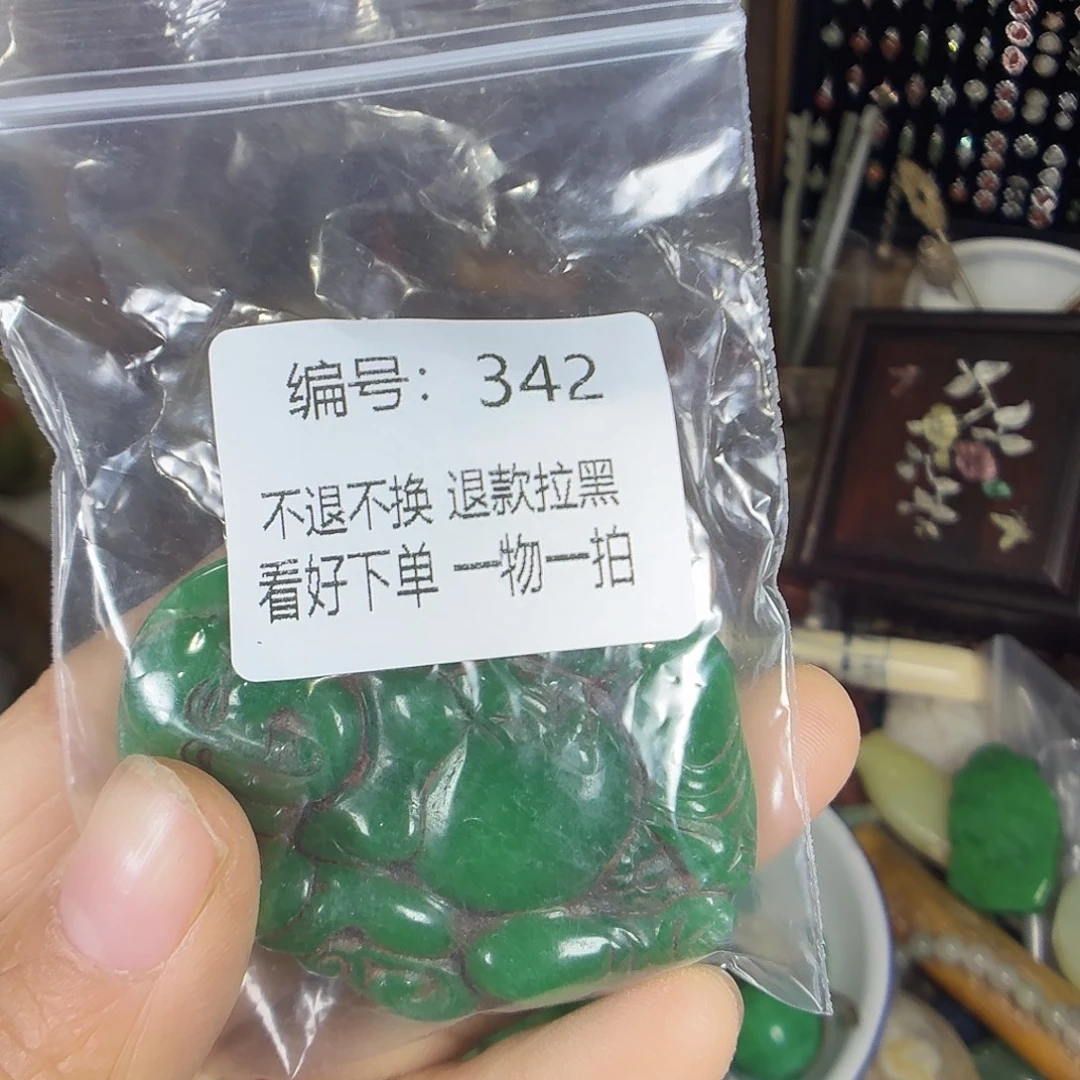 编号：342
不退不换 退款拉黑
看好下单 一物一拍